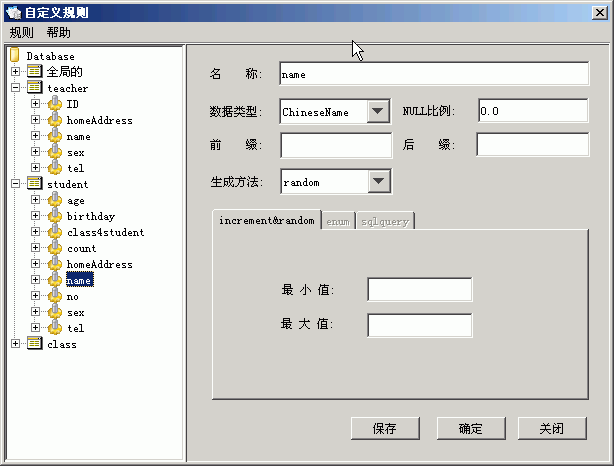 自定义规则
规则 帮助
Database
全局的
teacher
ID
homeAddress
name
sex
tel
student
age
birthday
class4student
count
homeAddress
name
no
sex
tel
class
名 称: name
数据类型: ChineseName NULL比例: 0.0
前 缀: 后 缀:
生成方法: random
increment&random enum sqlquery
最 小 值:
最 大 值:
保存 确定 关闭